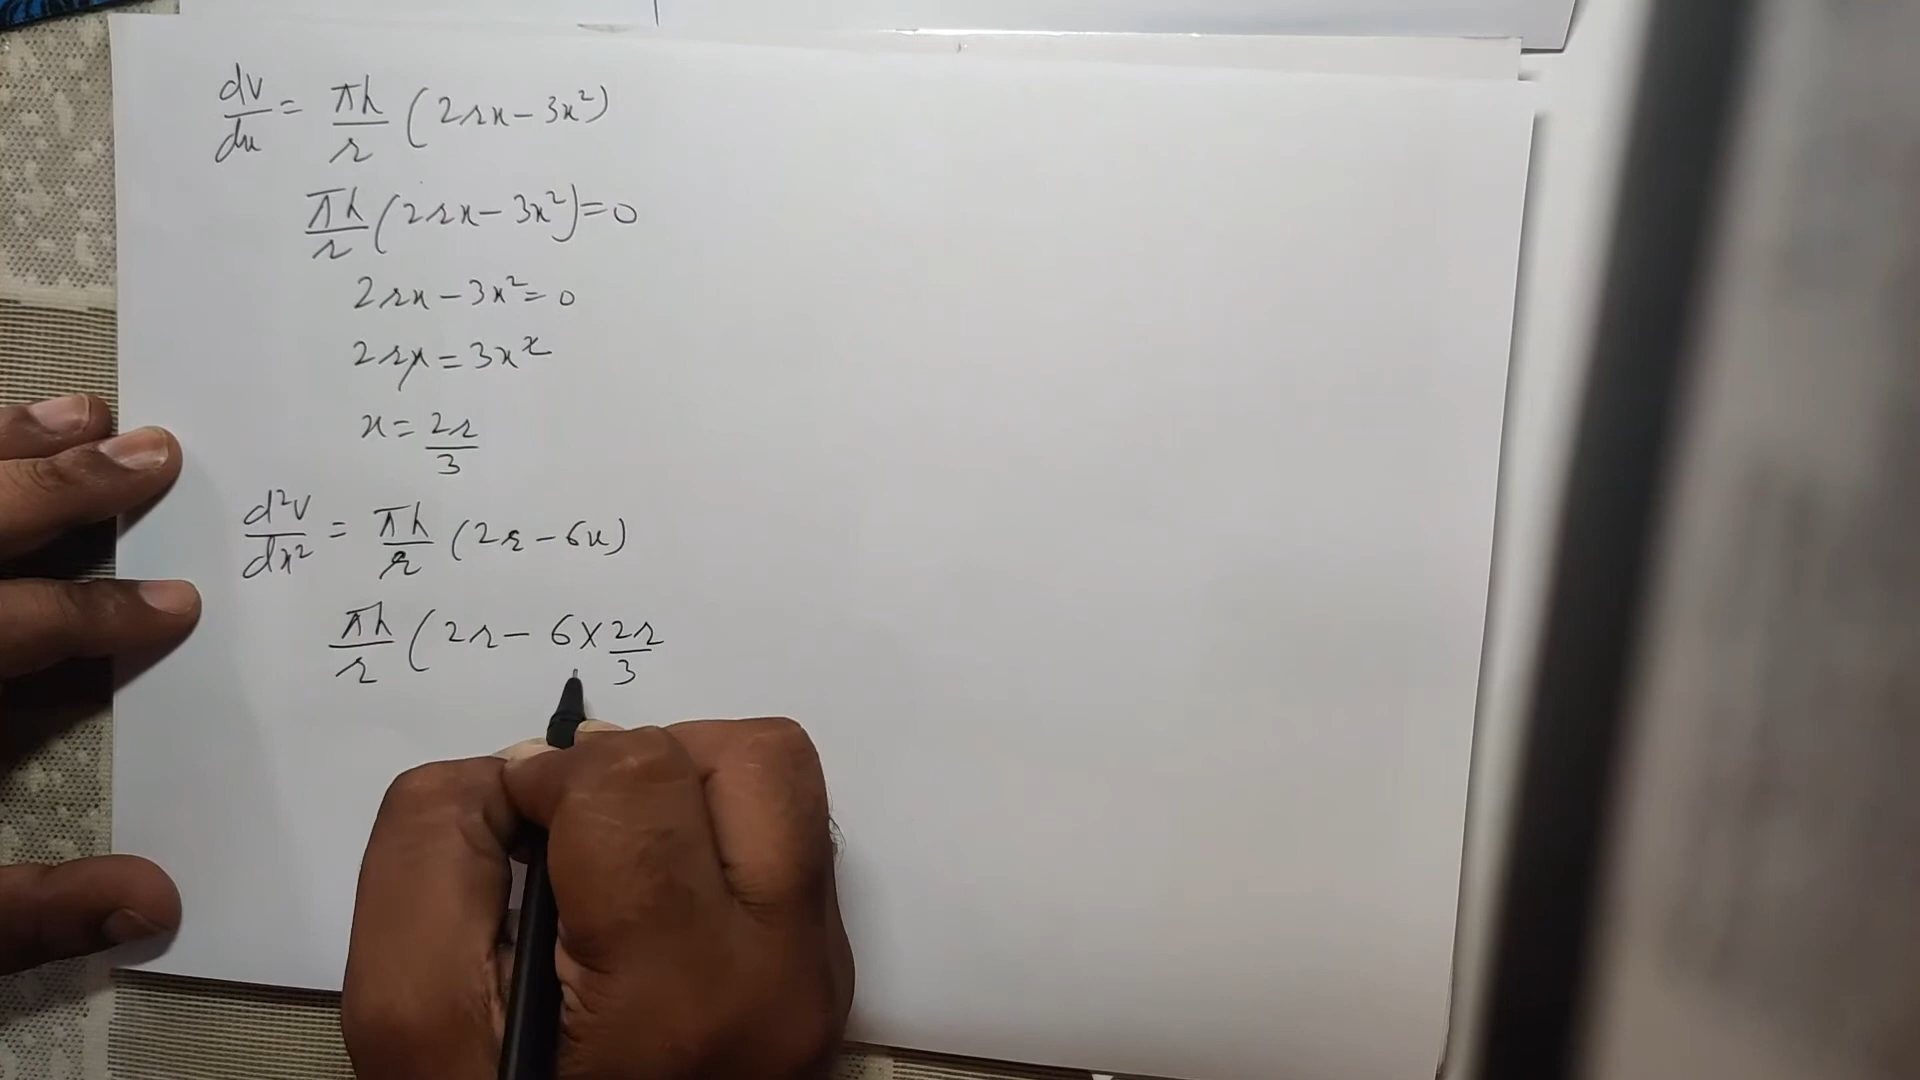 dv/dx = πh/r (2rx - 3x²)
πh/r (2rx - 3x²) = 0
2rx - 3x² = 0
2rx = 3x²
x = 2r/3
d²v/dx² = πh/r (2r - 6x)
πh/r (2r - 6 × 2r/3